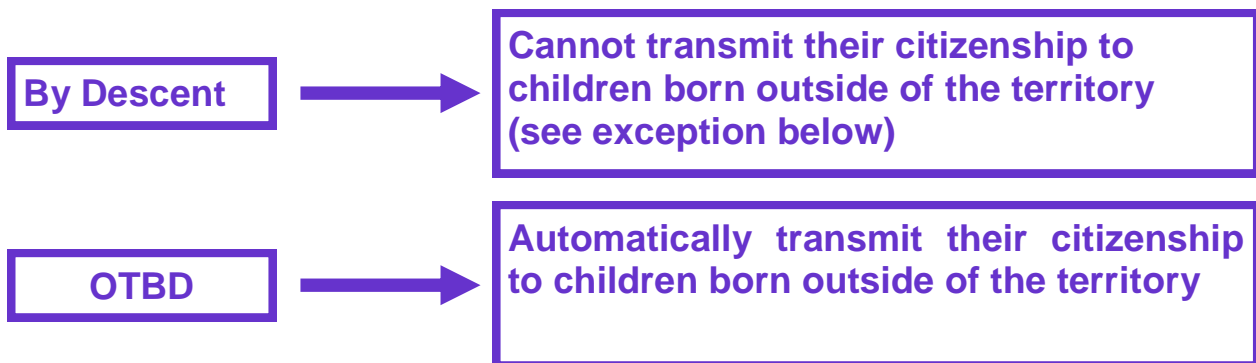 By Descent
Cannot transmit their citizenship to
children born outside of the territory
(see exception below)
OTBD
Automatically transmit their citizenship
to children born outside of the territory